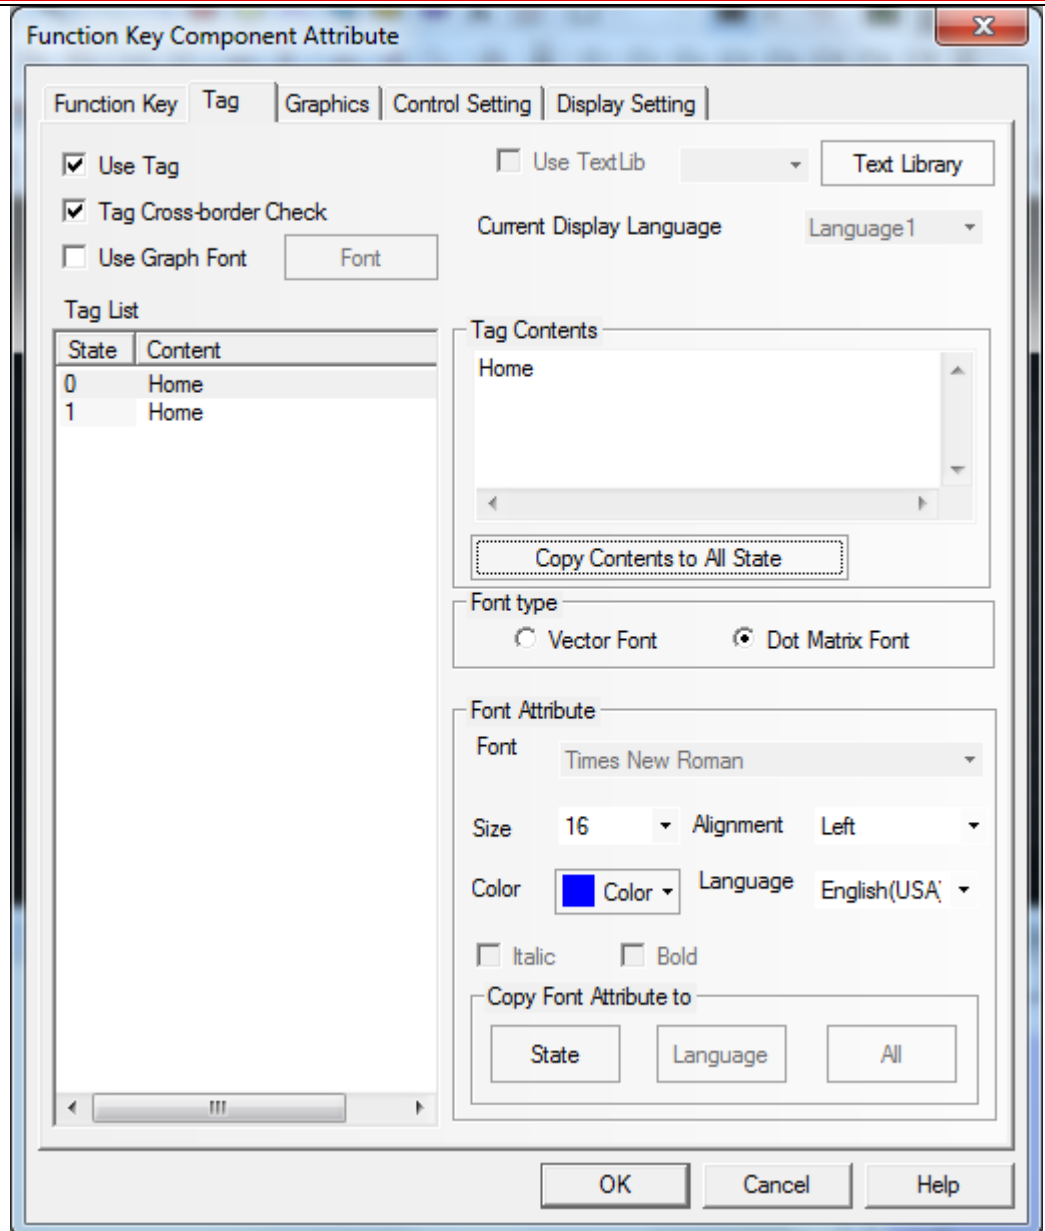 Function Key Component Attribute
X
Function Key Tag Graphics Control Setting Display Setting
Use Tag
Use TextLib
Text Library
Tag Cross-border Check
Current Display Language
Language1
Use Graph Font
Font
Tag List
State Content
0 Home
1 Home
Tag Contents
Home
Copy Contents to All State
Font type
Vector Font Dot Matrix Font
Font Attribute
Font Times New Roman
Size 16 Alignment Left
Color Color Language English(USA)
Italic Bold
Copy Font Attribute to
State Language All
OK Cancel Help